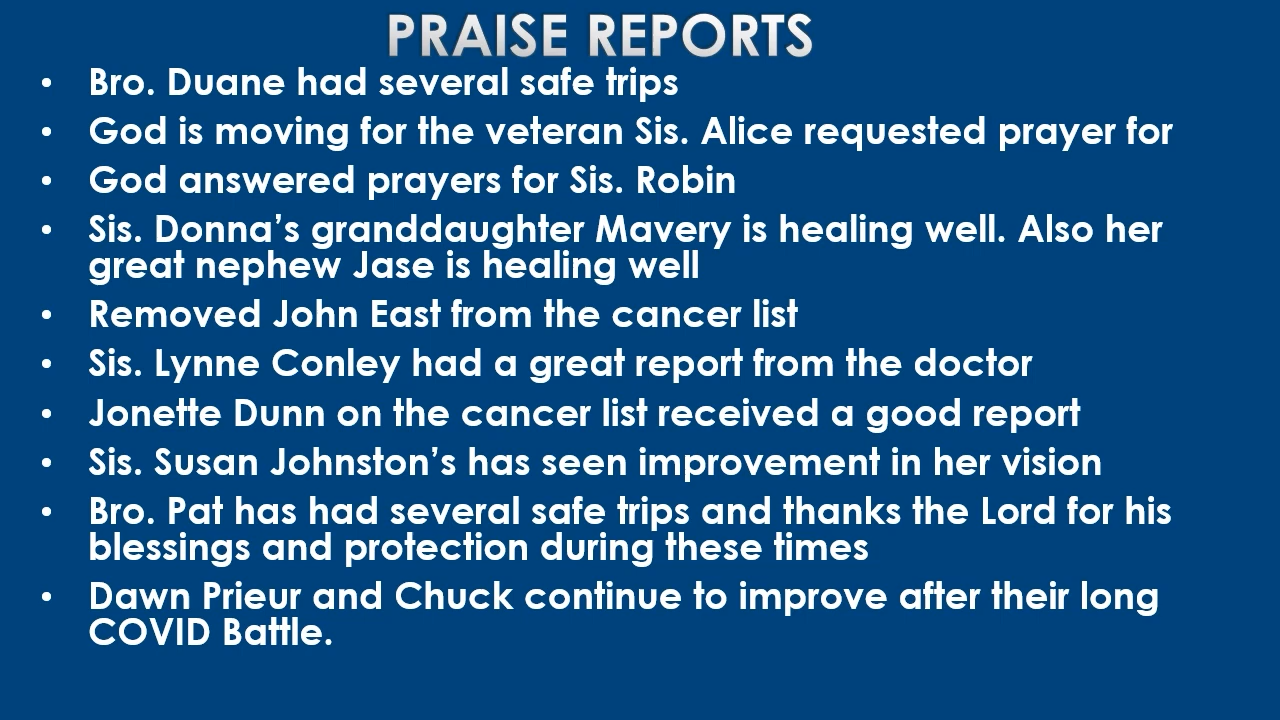 PRAISE REPORTS
• Bro. Duane had several safe trips
• God is moving for the veteran Sis. Alice requested prayer for
• God answered prayers for Sis. Robin
• Sis. Donna’s granddaughter Mavery is healing well. Also her
great nephew Jase is healing well
• Removed John East from the cancer list
• Sis. Lynne Conley had a great report from the doctor
• Jonette Dunn on the cancer list received a good report
• Sis. Susan Johnston’s has seen improvement in her vision
• Bro. Pat has had several safe trips and thanks the Lord for his
blessings and protection during these times
• Dawn Prieur and Chuck continue to improve after their long
COVID Battle.